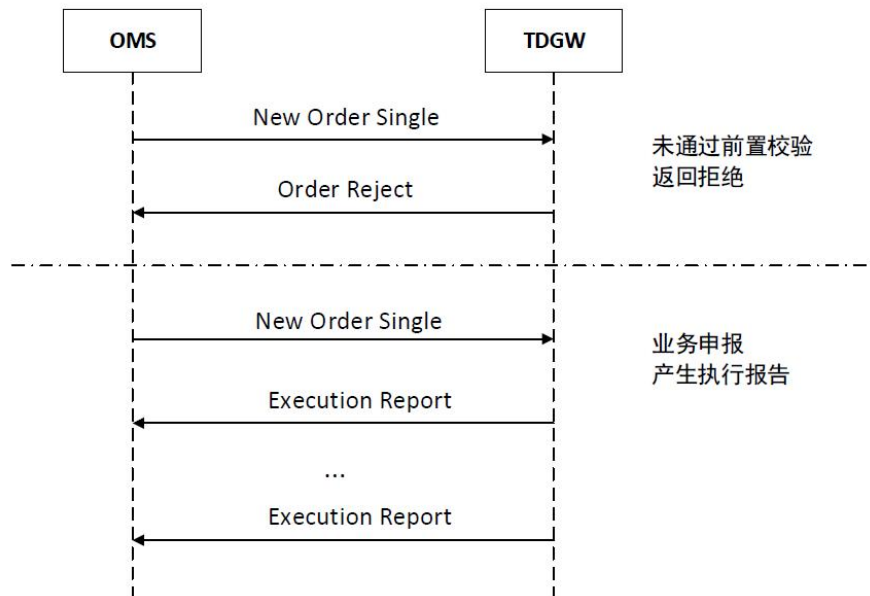 OMS
TDGW
New Order Single
未通过前置校验
返回拒绝
Order Reject
New Order Single
业务申报
产生执行报告
Execution Report
...
Execution Report